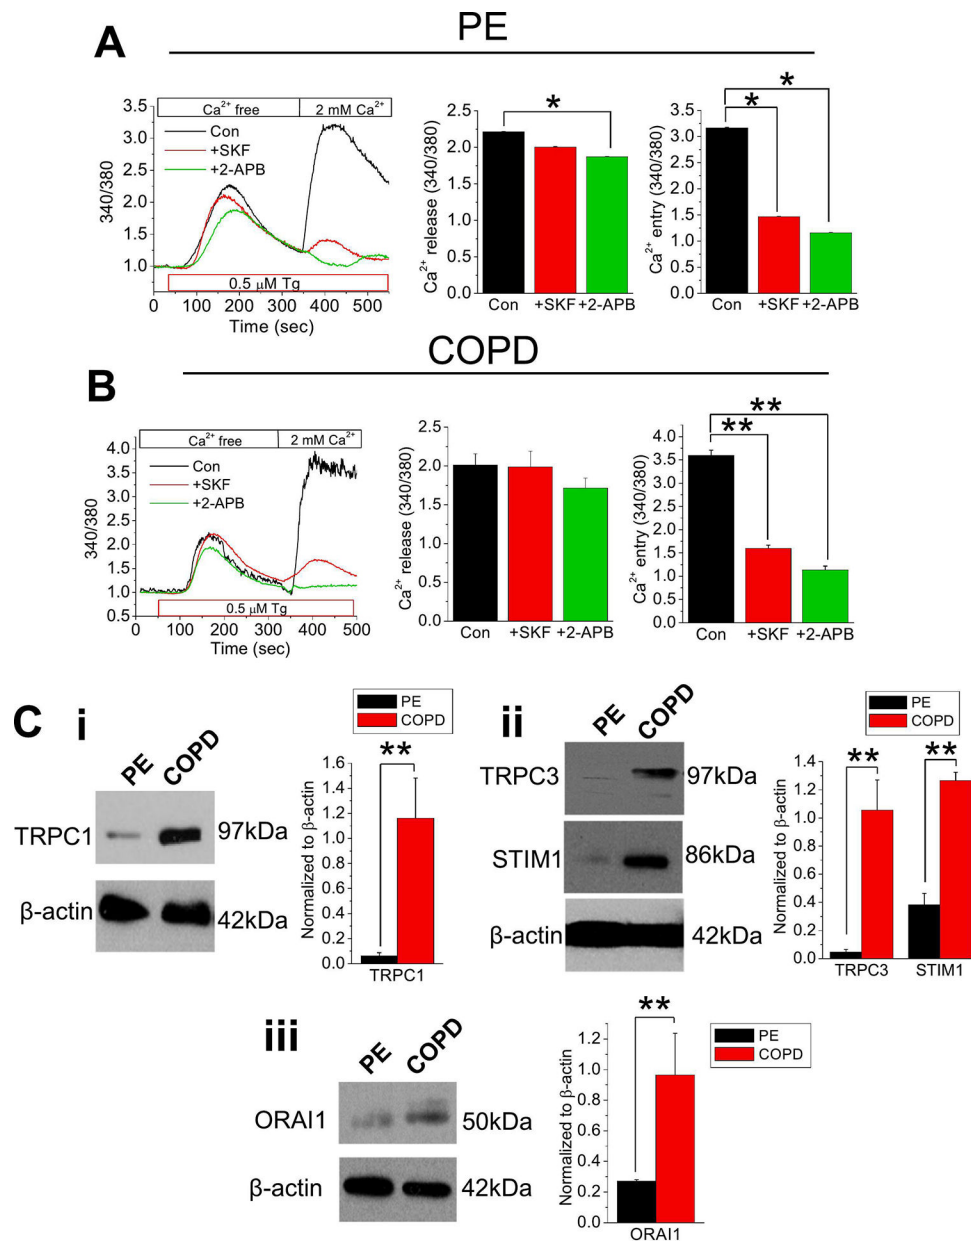 PE
A
Ca²⁺ free
2 mM Ca²⁺
Con
+SKF
+2-APB
340/380
3.5
3.0
2.5
2.0
1.5
1.0
0.5 μM Tg
0 100 200 300 400 500
Time (sec)
*
Ca²⁺ release (340/380)
2.5
2.0
1.5
1.0
0.5
0.0
Con +SKF +2-APB
*
*
Ca²⁺ entry (340/380)
3.5
3.0
2.5
2.0
1.5
1.0
0.5
0.0
Con +SKF +2-APB
COPD
B
Ca²⁺ free
2 mM Ca²⁺
Con
+SKF
+2-APB
340/380
4.0
3.5
3.0
2.5
2.0
1.5
1.0
0.5
0.5 μM Tg
0 100 200 300 400 500
Time (sec)
Ca²⁺ release (340/380)
2.5
2.0
1.5
1.0
0.5
0.0
Con +SKF +2-APB
**
**
Ca²⁺ entry (340/380)
4.0
3.5
3.0
2.5
2.0
1.5
1.0
0.5
0.0
Con +SKF +2-APB
C
i
PE COPD
TRPC1 97kDa
β-actin 42kDa
PE
COPD
**
Normalized to β-actin
1.6
1.4
1.2
1.0
0.8
0.6
0.4
0.2
0.0
TRPC1
ii
PE COPD
TRPC3 97kDa
STIM1 86kDa
β-actin 42kDa
PE
COPD
** **
Normalized to β-actin
1.4
1.2
1.0
0.8
0.6
0.4
0.2
0.0
TRPC3 STIM1
iii
PE COPD
ORAI1 50kDa
β-actin 42kDa
PE
COPD
**
Normalized to β-actin
1.2
1.0
0.8
0.6
0.4
0.2
0.0
ORAI1